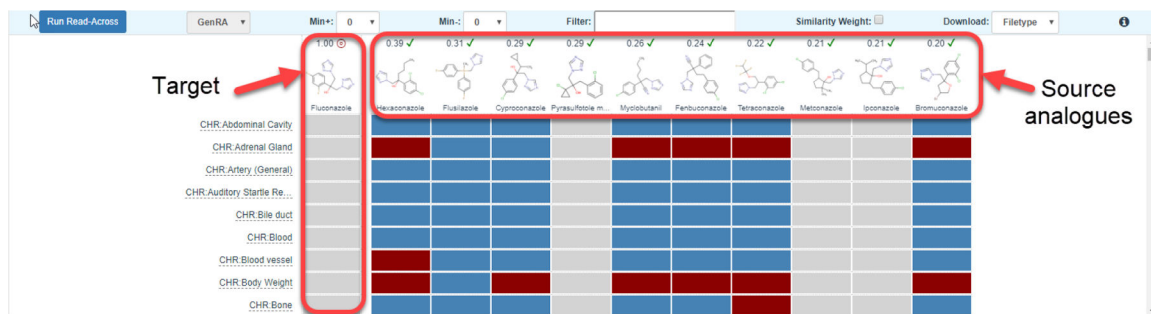 Run Read-Across GenRA Min+: 0 Min-: 0 Filter: Similarity Weight: Download: Filetype
1.00 0.39 0.31 0.29 0.29 0.26 0.24 0.22 0.21 0.21 0.20
Target
Source
analogues
Fluconazole Hexaconazole Flusilazole Cyproconazole Pyrasulfotole m... Myclobutanil Fenbuconazole Tetraconazole Metconazole Ipconazole Bromuconazole
CHR:Abdominal Cavity
CHR:Adrenal Gland
CHR:Artery (General)
CHR:Auditory Startle Re...
CHR:Bile duct
CHR:Blood
CHR:Blood vessel
CHR:Body Weight
CHR:Bone